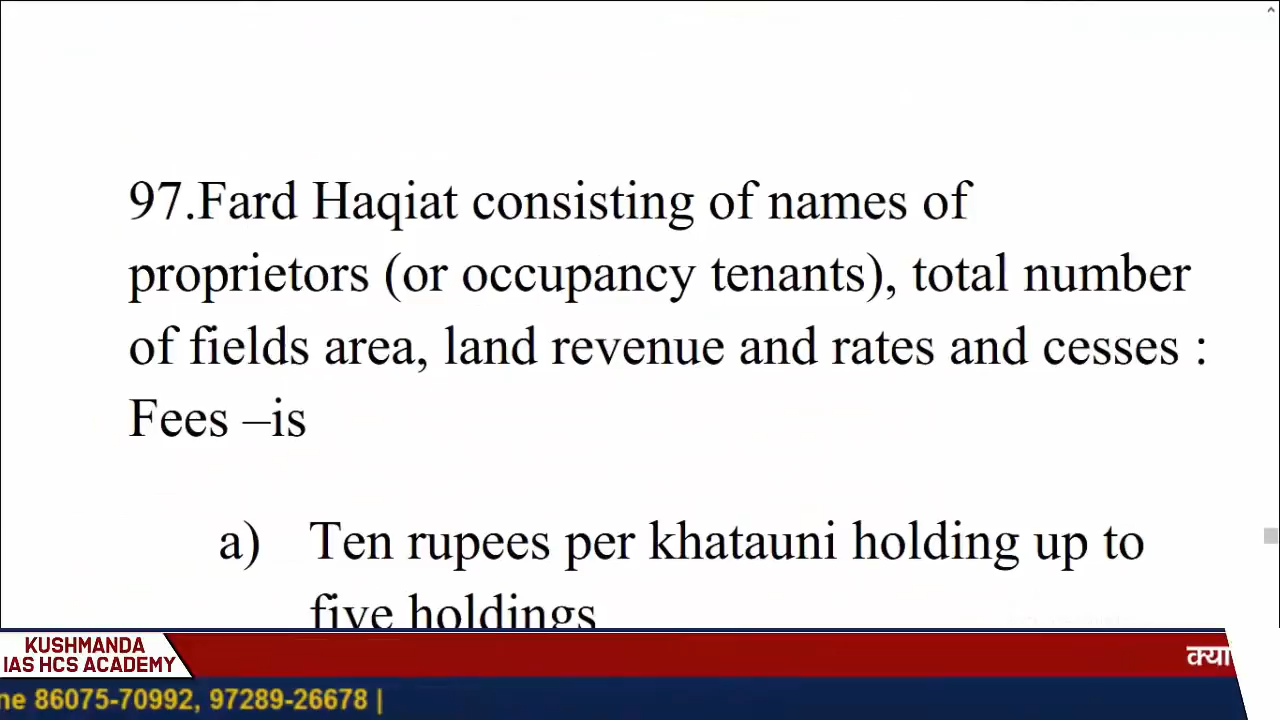 97.Fard Haqiat consisting of names of
proprietors (or occupancy tenants), total number
of fields area, land revenue and rates and cesses :
Fees –is
a) Ten rupees per khatauni holding up to
five holdings
KUSHMANDA
IAS HCS ACADEMY
क्या
ne 86075-70992, 97289-26678 |